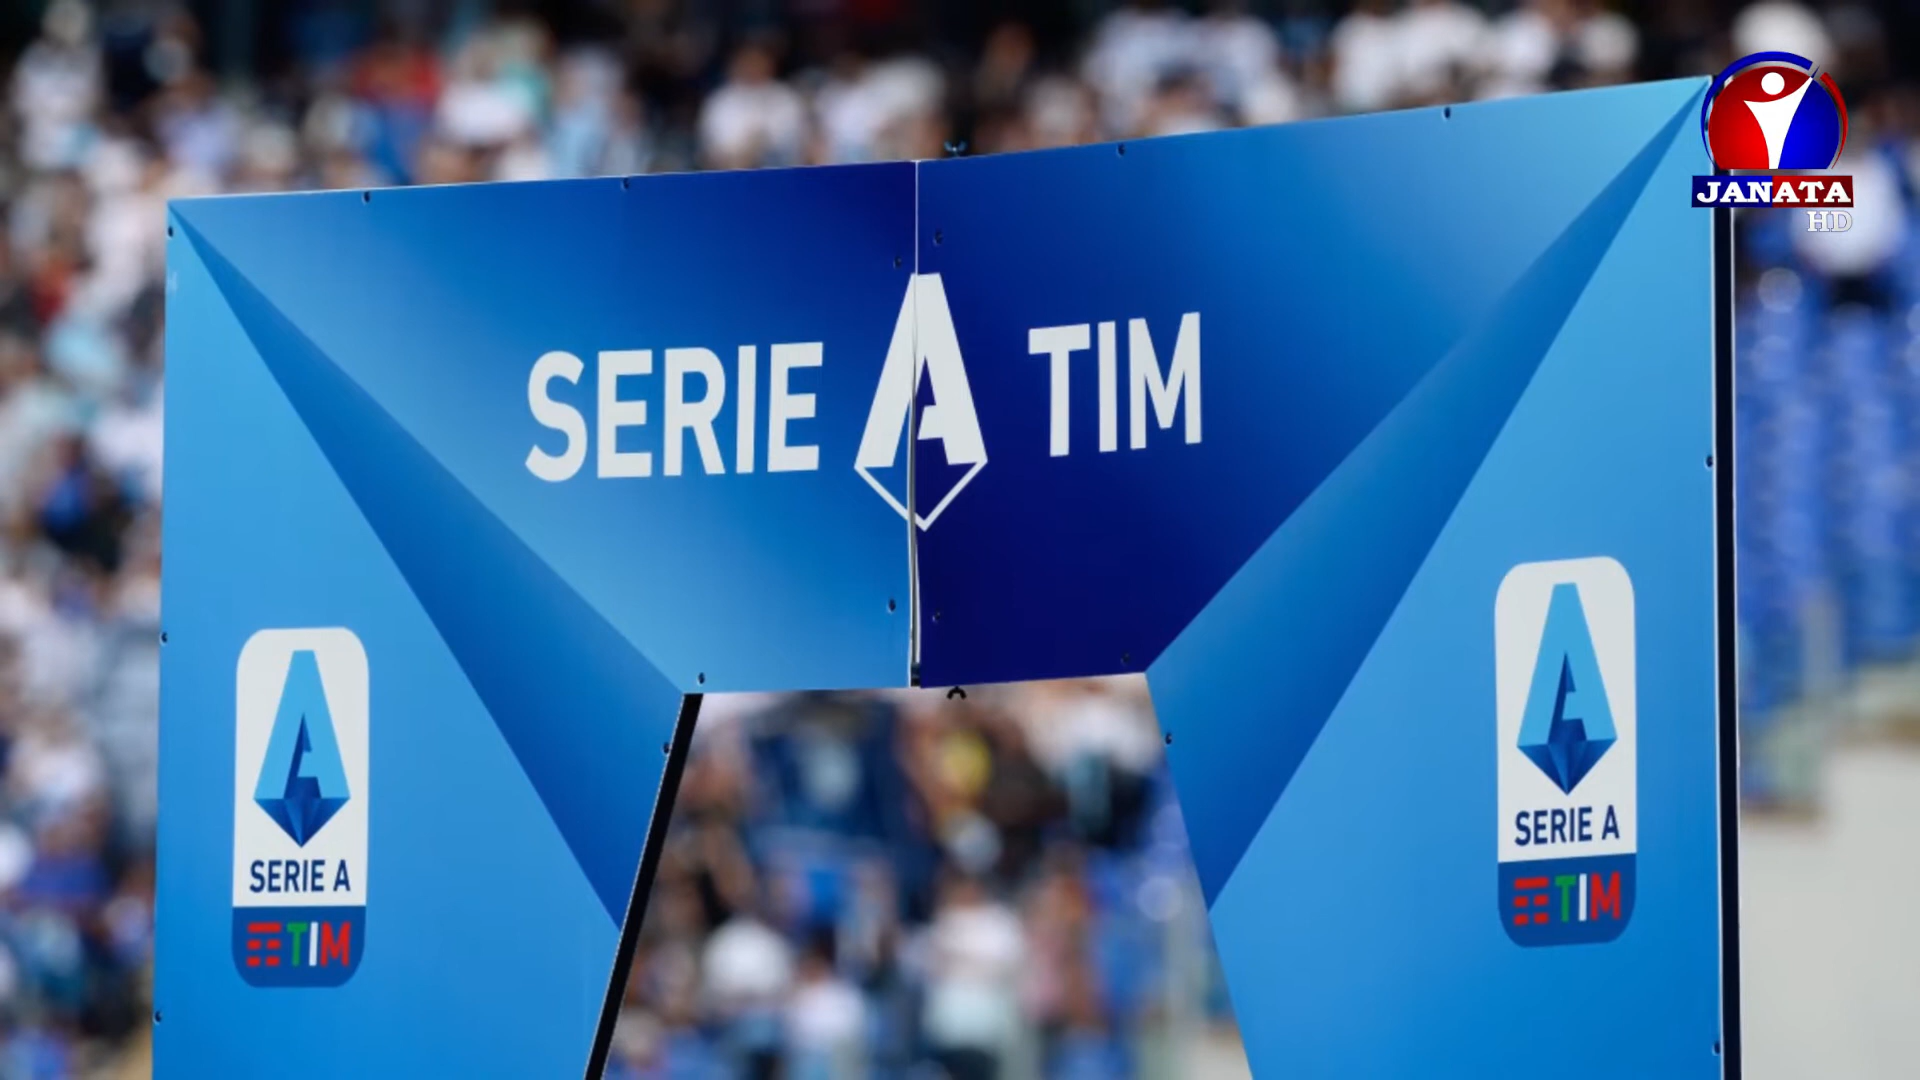 JANATA
HD
SERIE A TIM
SERIE A
TIM
SERIE A
TIM